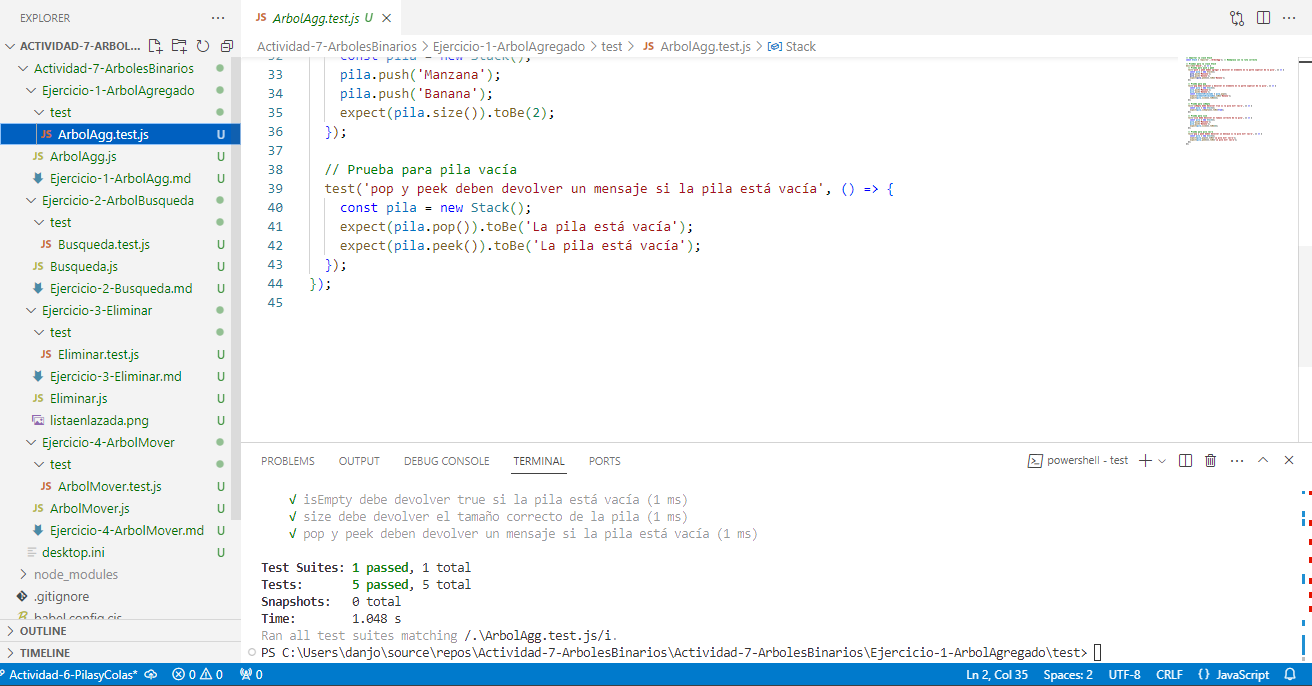 EXPLORER
ACTIVIDAD-7-ARBOL...
Actividad-7-ArbolesBinarios
Ejercicio-1-ArbolAgregado
test
JS ArbolAgg.test.js U
JS ArbolAgg.js U
Ejercicio-1-ArbolAgg.md U
Ejercicio-2-ArbolBusqueda
test
JS Busqueda.test.js U
JS Busqueda.js U
Ejercicio-2-Busqueda.md U
Ejercicio-3-Eliminar
test
JS Eliminar.test.js U
Ejercicio-3-Eliminar.md U
JS Eliminar.js U
listaenlazada.png U
Ejercicio-4-ArbolMover
test
JS ArbolMover.test.js U
JS ArbolMover.js U
Ejercicio-4-ArbolMover.md U
desktop.ini U
node_modules
.gitignore
babel.config.cjs
OUTLINE
TIMELINE
JS ArbolAgg.test.js U
Actividad-7-ArbolesBinarios > Ejercicio-1-ArbolAgregado > test > JS ArbolAgg.test.js > Stack
32 const pila = new Stack();
33 pila.push('Manzana');
34 pila.push('Banana');
35 expect(pila.size()).toBe(2);
36 });
37
38 // Prueba para pila vacía
39 test('pop y peek deben devolver un mensaje si la pila está vacía', () => {
40 const pila = new Stack();
41 expect(pila.pop()).toBe('La pila está vacía');
42 expect(pila.peek()).toBe('La pila está vacía');
43 });
44 });
45
PROBLEMS OUTPUT DEBUG CONSOLE TERMINAL PORTS
powershell - test
√ isEmpty debe devolver true si la pila está vacía (1 ms)
√ size debe devolver el tamaño correcto de la pila (1 ms)
√ pop y peek deben devolver un mensaje si la pila está vacía (1 ms)
Test Suites: 1 passed, 1 total
Tests: 5 passed, 5 total
Snapshots: 0 total
Time: 1.048 s
Ran all test suites matching /.\ArbolAgg.test.js/i.
PS C:\Users\danjo\source\repos\Actividad-7-ArbolesBinarios\Actividad-7-ArbolesBinarios\Ejercicio-1-ArbolAgregado\test>
Actividad-6-PilasyColas* 0 0 0 Ln 2, Col 35 Spaces: 2 UTF-8 CRLF {} JavaScript